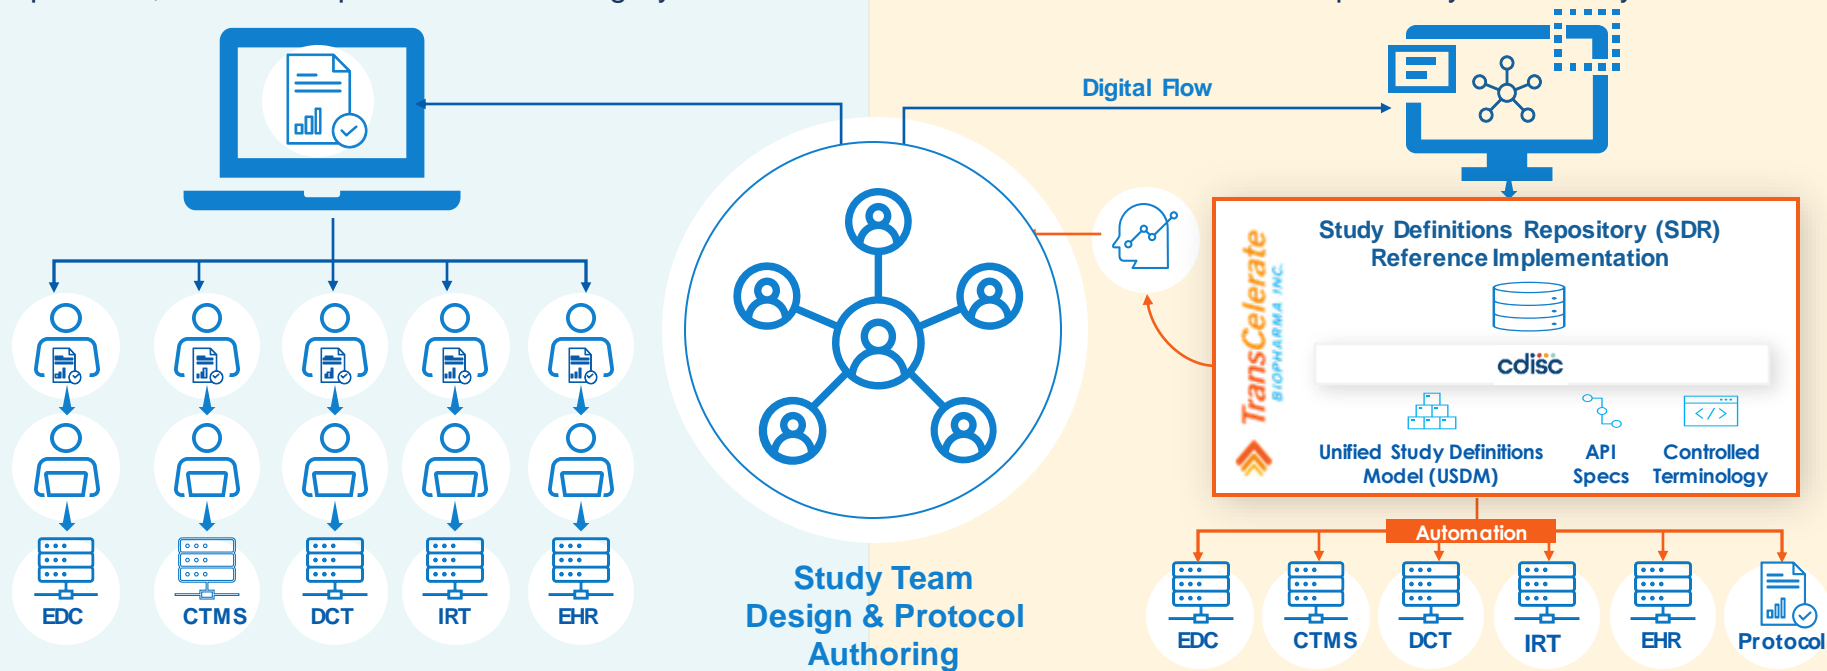 Digital Flow
Study Definitions Repository (SDR)
Reference Implementation
TransCelerate
BIOPHARMA INC.
cdisc
Unified Study Definitions
Model (USDM)
API
Specs
Controlled
Terminology
</>
Automation
EDC
CTMS
DCT
IRT
EHR
Study Team
Design & Protocol
Authoring
EDC
CTMS
DCT
IRT
EHR
Protocol